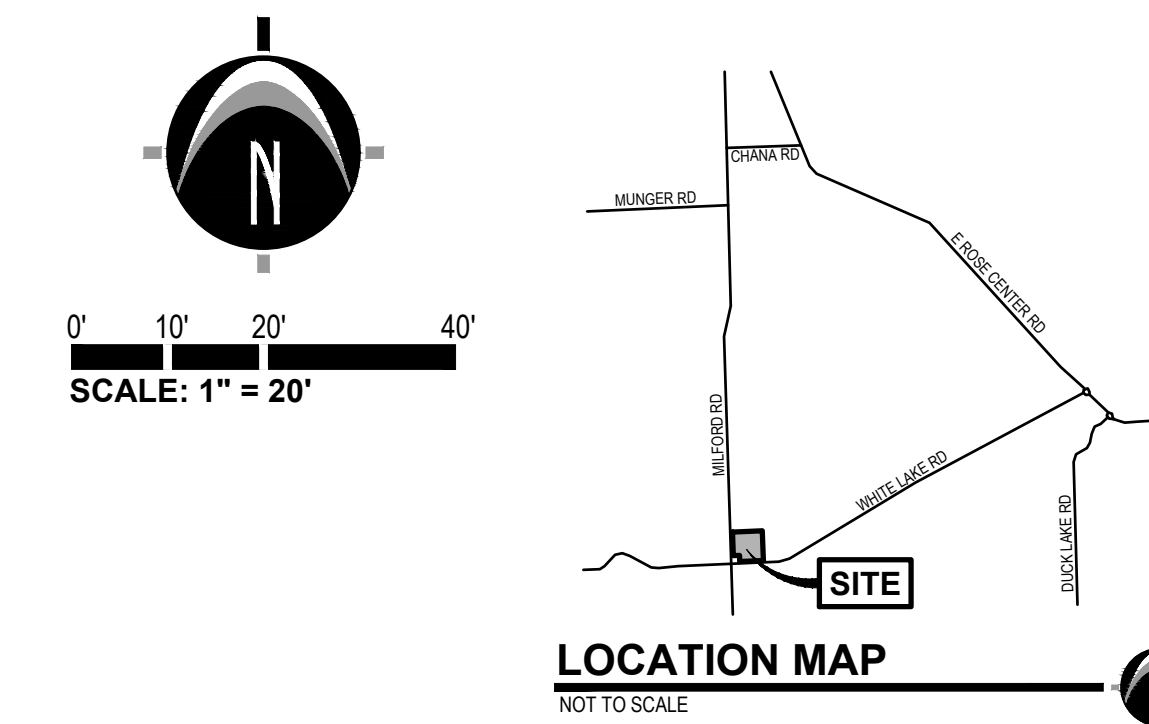 N
0' 10' 20' 40'
SCALE: 1" = 20'
CHANA RD
MUNGER RD
E ROSE CENTER RD
MILFORD RD
WHITE LAKE RD
DUCK LAKE RD
SITE
LOCATION MAP
NOT TO SCALE